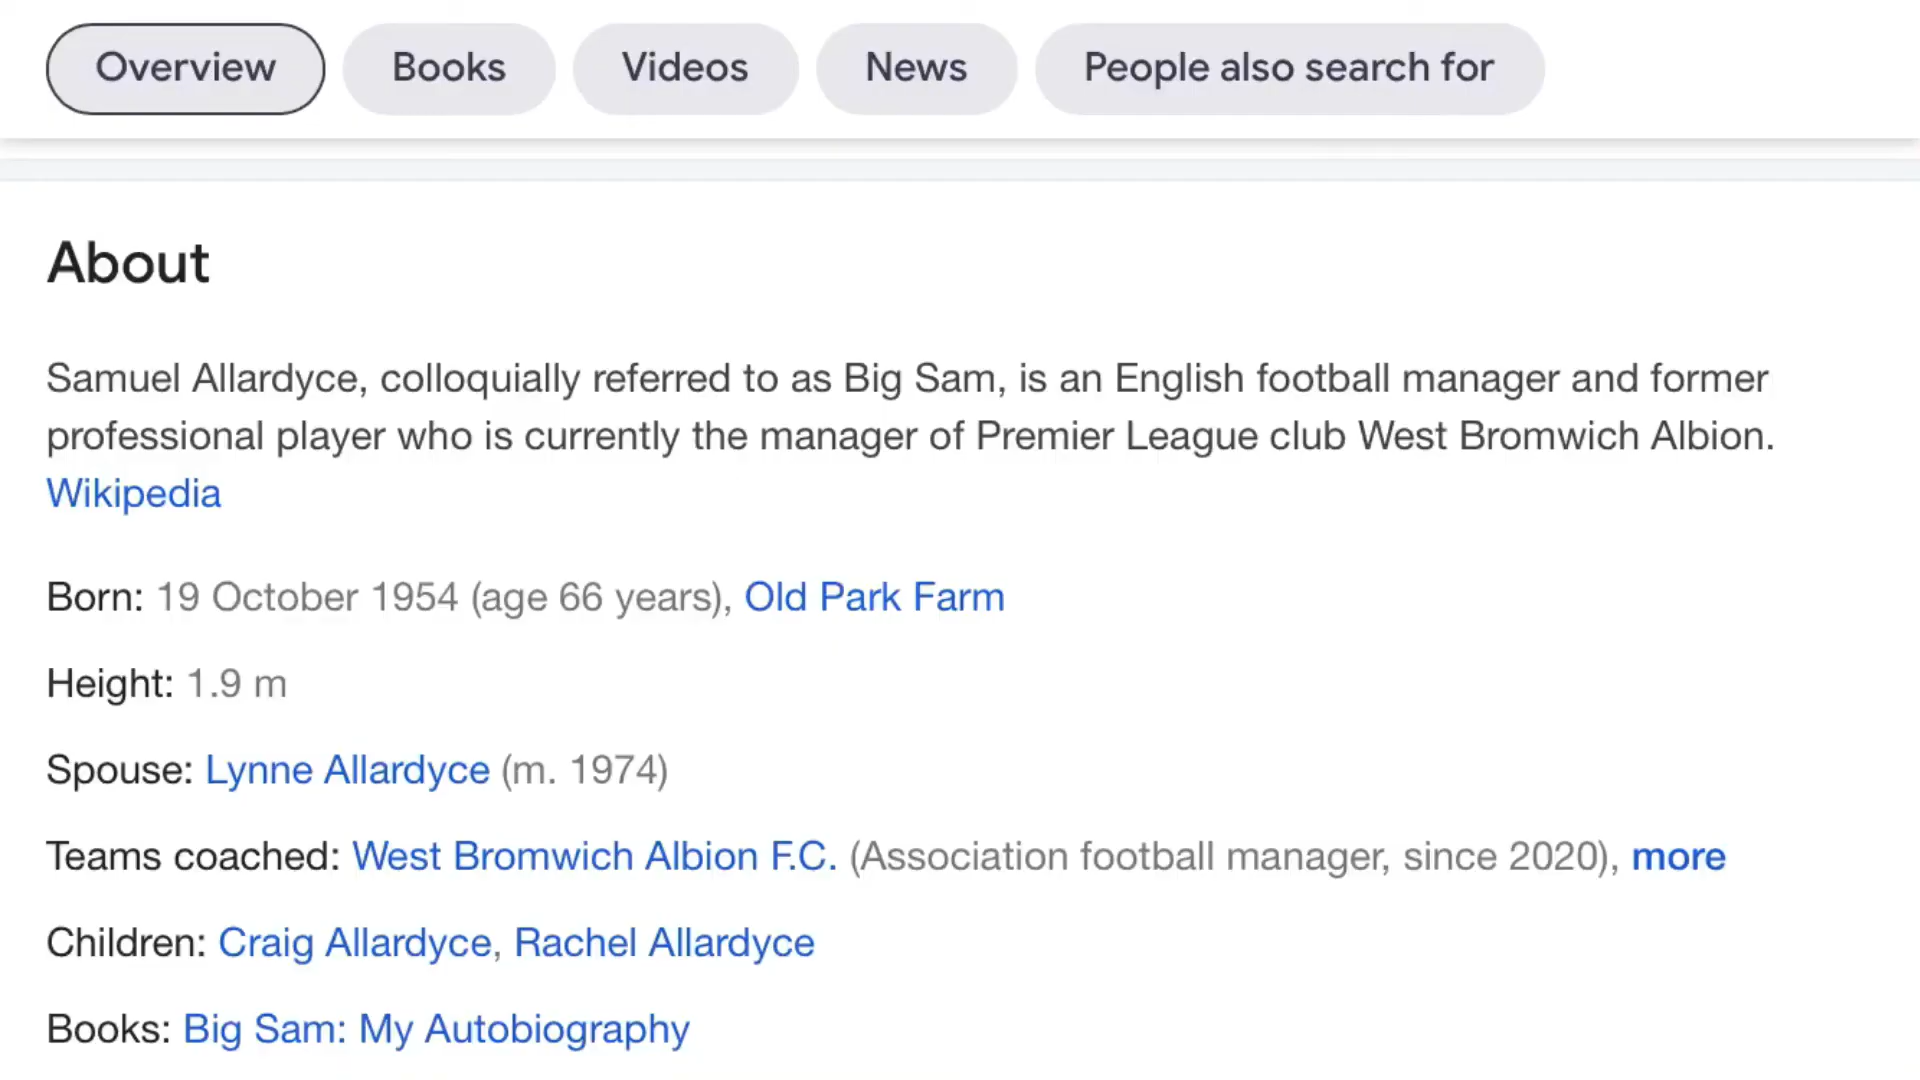 Overview Books Videos News People also search for
About
Samuel Allardyce, colloquially referred to as Big Sam, is an English football manager and former
professional player who is currently the manager of Premier League club West Bromwich Albion.
Wikipedia
Born: 19 October 1954 (age 66 years), Old Park Farm
Height: 1.9 m
Spouse: Lynne Allardyce (m. 1974)
Teams coached: West Bromwich Albion F.C. (Association football manager, since 2020), more
Children: Craig Allardyce, Rachel Allardyce
Books: Big Sam: My Autobiography